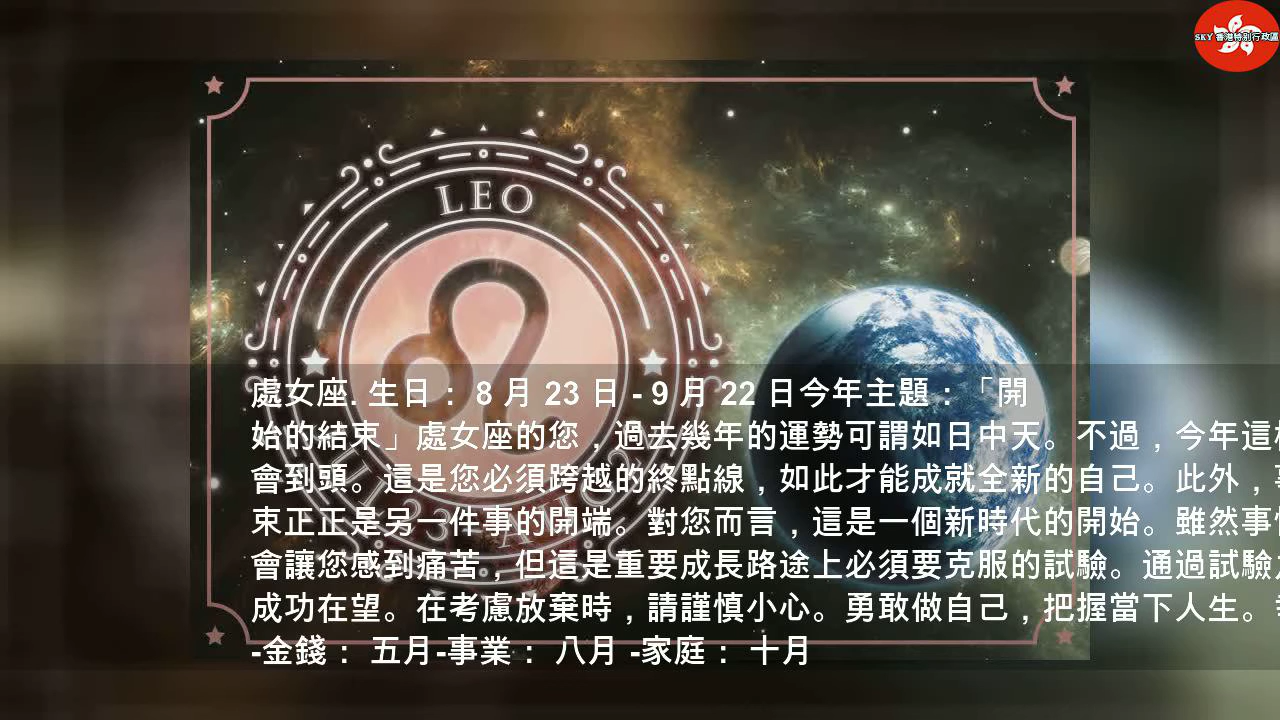 SKY 香港特別行政區
LEO
處女座. 生日： 8 月 23 日 - 9 月 22 日今年主題：「開
始的結束」處女座的您，過去幾年的運勢可謂如日中天。不過，今年這
會到頭。這是您必須跨越的終點線，如此才能成就全新的自己。此外，
束正正是另一件事的開端。對您而言，這是一個新時代的開始。雖然事
會讓您感到痛苦，但這是重要成長路途上必須要克服的試驗。通過試驗
成功在望。在考慮放棄時，請謹慎小心。勇敢做自己，把握當下人生。
-金錢： 五月-事業： 八月 -家庭： 十月